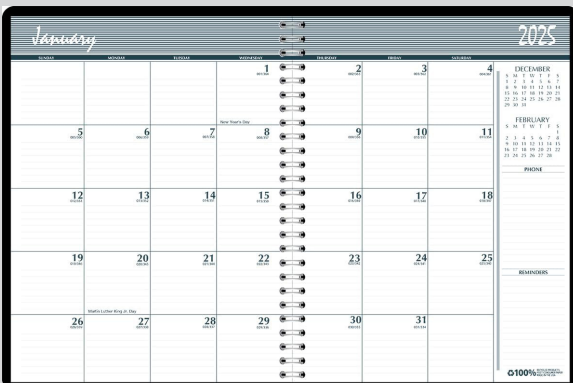 January
2025
SUNDAY MONDAY TUESDAY WEDNESDAY THURSDAY FRIDAY SATURDAY
1 2 3 4
New Year's Day
5 6 7 8 9 10 11
12 13 14 15 16 17 18
19 20 21 22 23 24 25
Martin Luther King Jr. Day
26 27 28 29 30 31
DECEMBER
S M T W T F S
1 2 3 4 5 6 7
8 9 10 11 12 13 14
15 16 17 18 19 20 21
22 23 24 25 26 27 28
29 30 31
FEBRUARY
S M T W T F S
1
2 3 4 5 6 7 8
9 10 11 12 13 14 15
16 17 18 19 20 21 22
23 24 25 26 27 28
PHONE
REMINDERS
100%